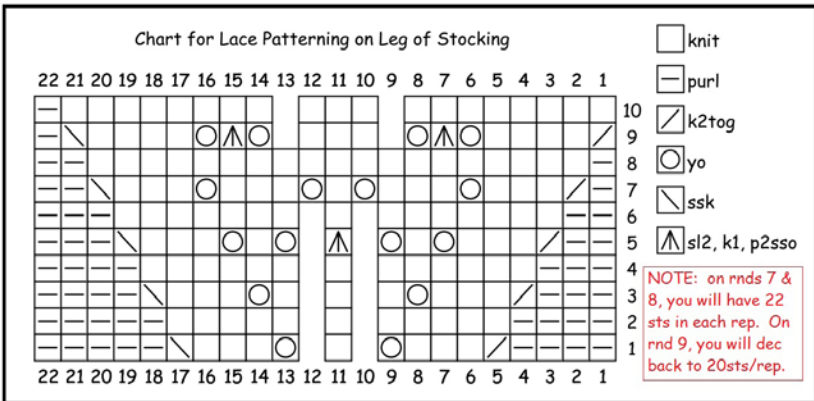 Chart for Lace Patterning on Leg of Stocking
22 21 20 19 18 17 16 15 14 13 12 11 10 9 8 7 6 5 4 3 2 1
10
9
8
7
6
5
4
3
2
1
22 21 20 19 18 17 16 15 14 13 12 11 10 9 8 7 6 5 4 3 2 1
knit
purl
k2tog
yo
ssk
sl2, k1, p2sso
NOTE: on rnds 7 &
8, you will have 22
sts in each rep. On
rnd 9, you will dec
back to 20sts/rep.